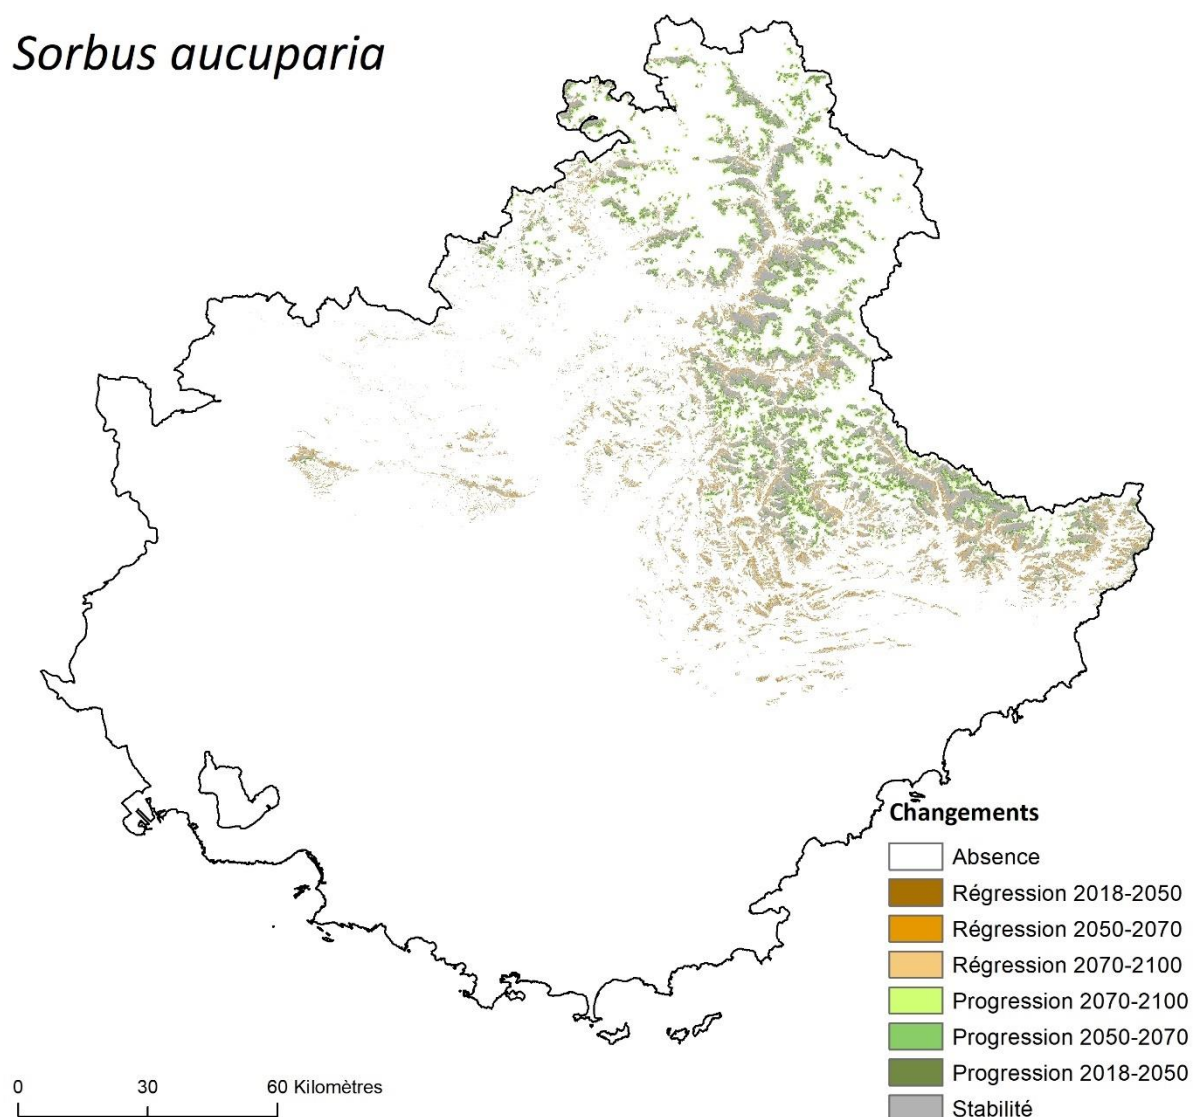 Sorbus aucuparia
Changements
Absence
Régression 2018-2050
Régression 2050-2070
Régression 2070-2100
Progression 2070-2100
Progression 2050-2070
Progression 2018-2050
Stabilité
0 30 60 Kilomètres